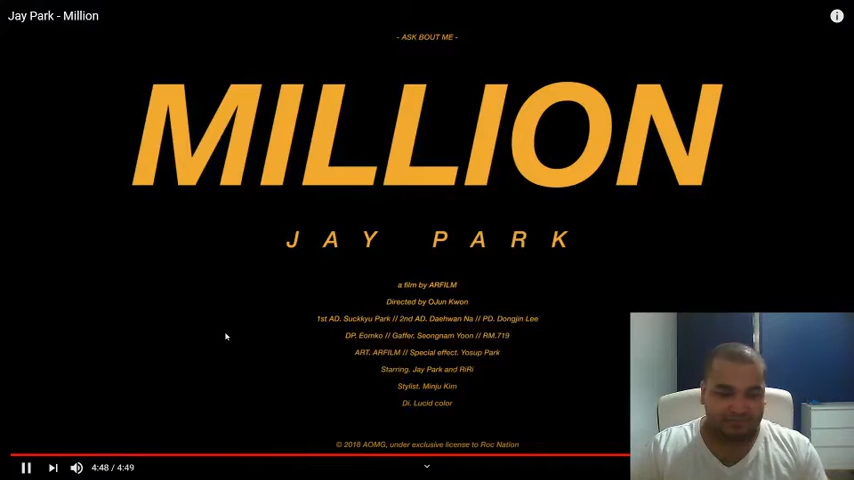 Jay Park - Million
- ASK BOUT ME -
MILLION
JAY PARK
a film by ARFILM
Directed by OJun Kwon
1st AD. Suckkyu Park // 2nd AD. Daehwan Na // PD. Dongjin Lee
DP. Eomko // Gaffer. Seongnam Yoon // RM.719
ART. ARFILM // Special effect. Yosup Park
Starring. Jay Park and RiRi
Stylist. Minju Kim
Di. Lucid color
© 2018 AOMG, under exclusive license to Roc Nation
4:48 / 4:49